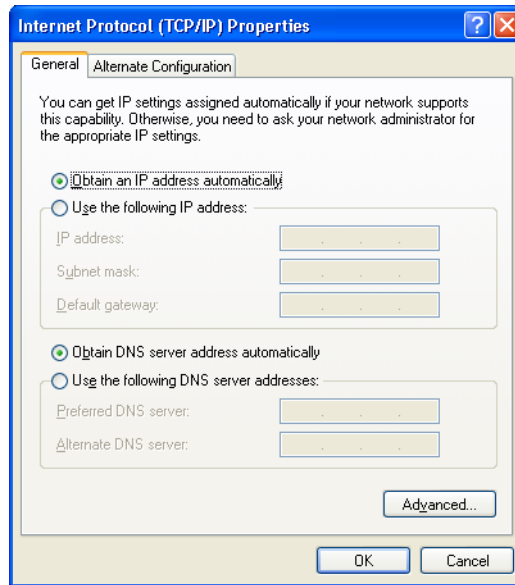 Internet Protocol (TCP/IP) Properties
General
Alternate Configuration
You can get IP settings assigned automatically if your network supports
this capability. Otherwise, you need to ask your network administrator for
the appropriate IP settings.
Obtain an IP address automatically
Use the following IP address:
IP address:
Subnet mask:
Default gateway:
Obtain DNS server address automatically
Use the following DNS server addresses:
Preferred DNS server:
Alternate DNS server:
Advanced...
OK
Cancel